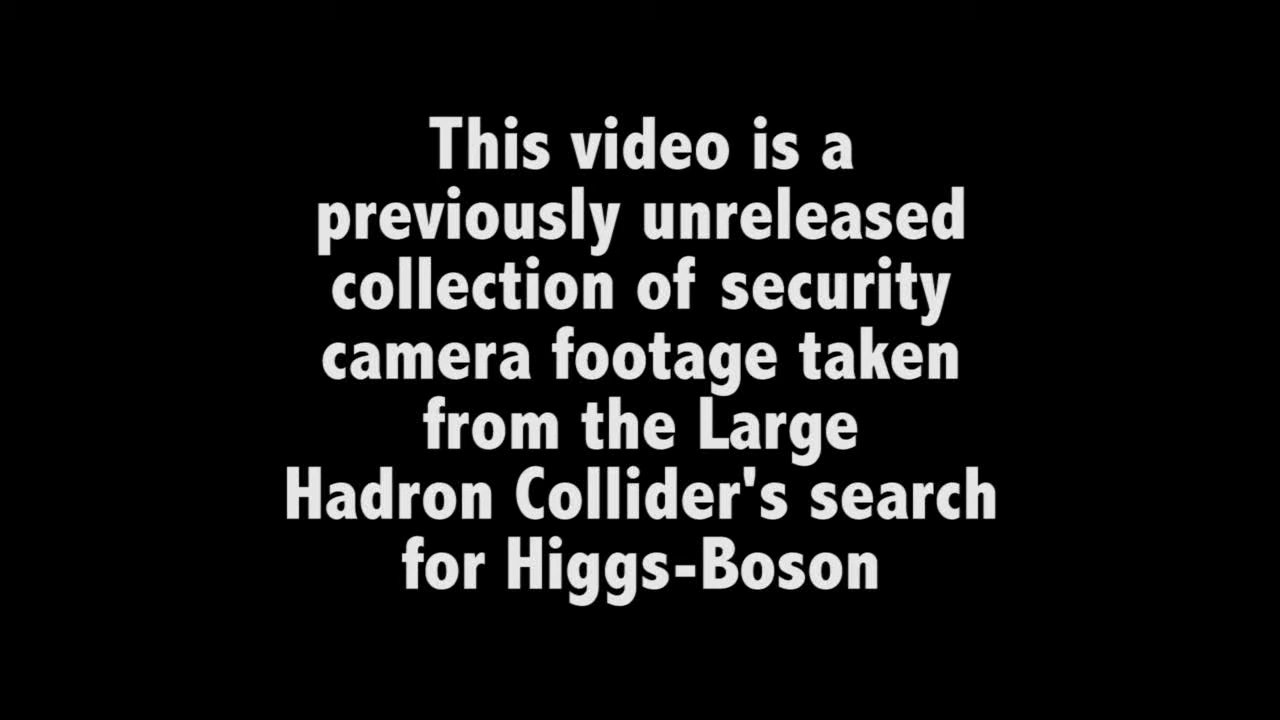 This video is a
previously unreleased
collection of security
camera footage taken
from the Large
Hadron Collider's search
for Higgs-Boson